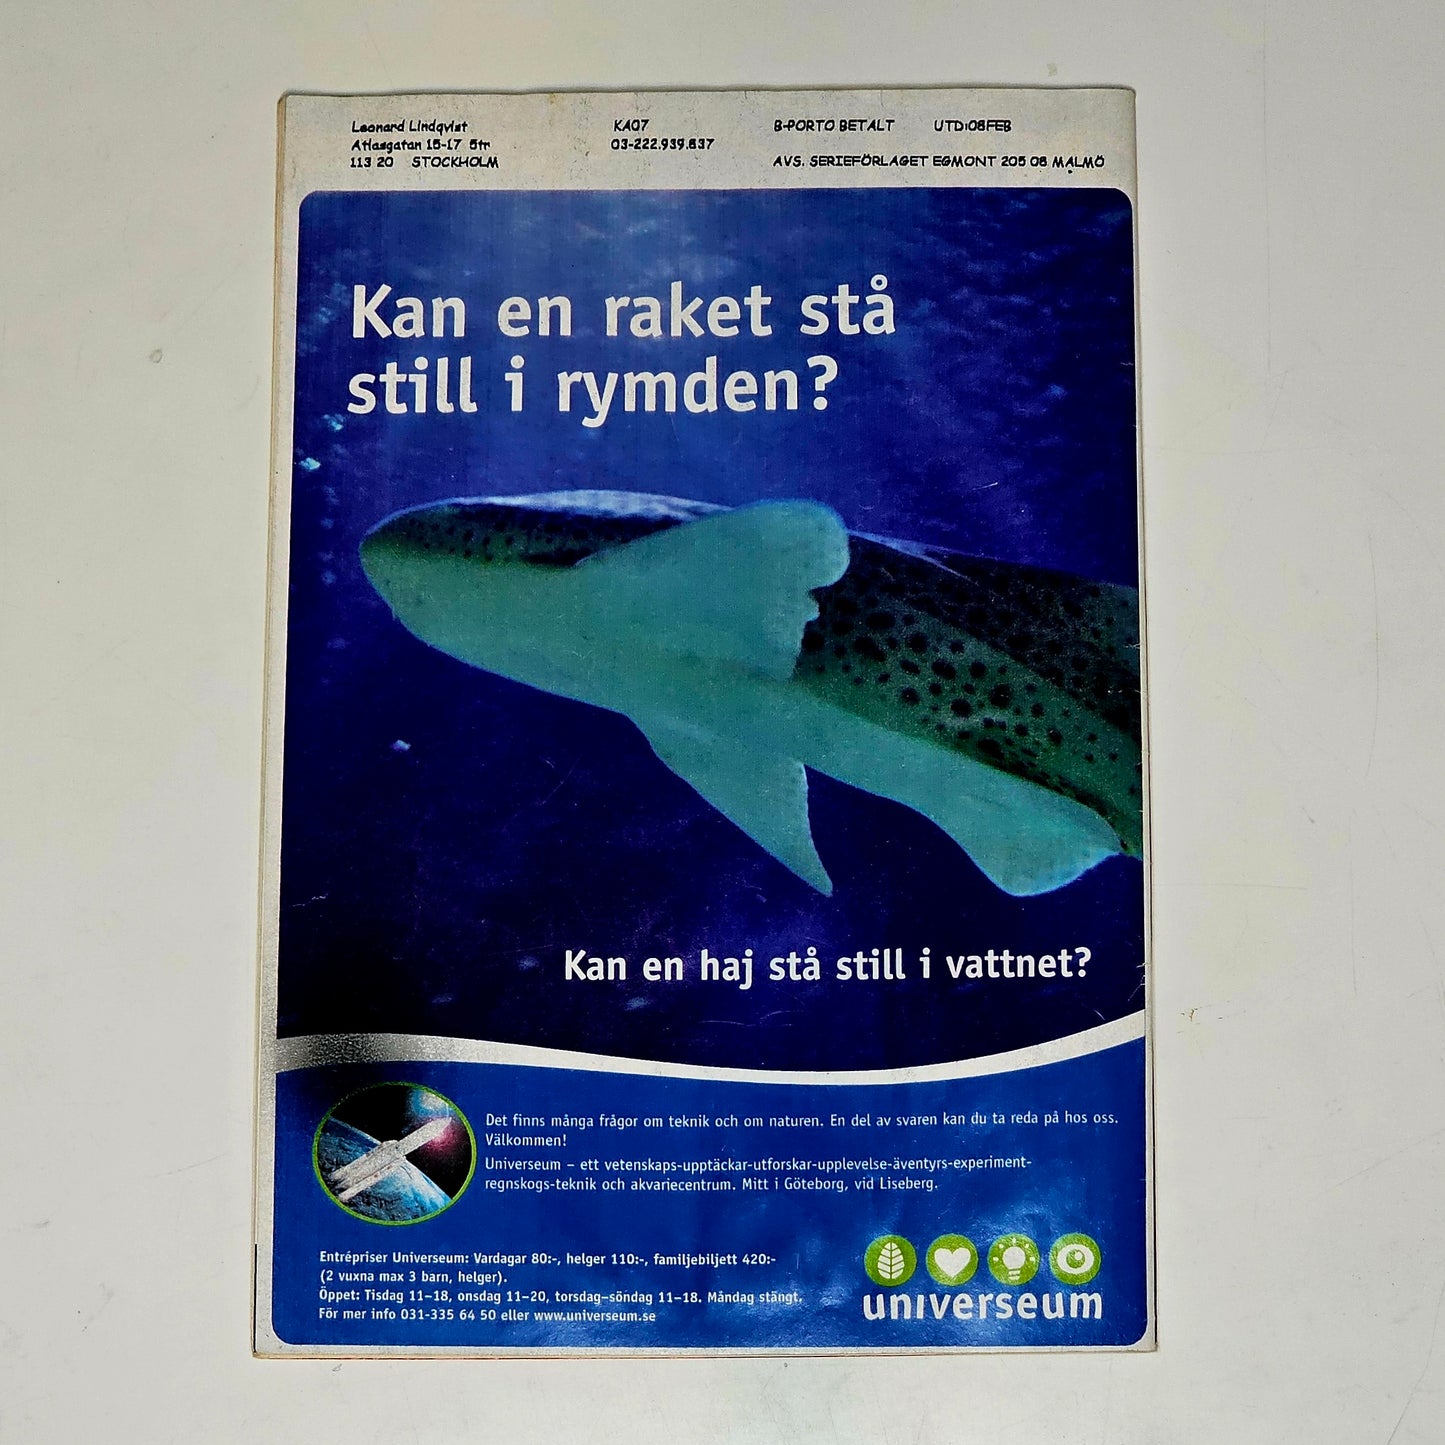 Leonard Lindqvist
Atlasgatan 15-17 5tr
113 20 STOCKHOLM
KA07
03-222.939.637
B-PORTO BETALT UTD:08FEB
AVS. SERIEFÖRLAGET EGMONT 205 08 MALMÖ
Kan en raket stå
still i rymden?
Kan en haj stå still i vattnet?
Det finns många frågor om teknik och om naturen. En del av svaren kan du ta reda på hos oss.
Välkommen!
Universeum – ett vetenskaps-upptäckar-utforskar-upplevelse-äventyrs-experiment-
regnskogs-teknik och akvariecentrum. Mitt i Göteborg, vid Liseberg.
Entrépriser Universeum: Vardagar 80:-, helger 110:-, familjebiljett 420:-
(2 vuxna max 3 barn, helger).
Öppet: Tisdag 11–18, onsdag 11–20, torsdag–söndag 11–18. Måndag stängt.
För mer info 031-335 64 50 eller www.universeum.se
universeum